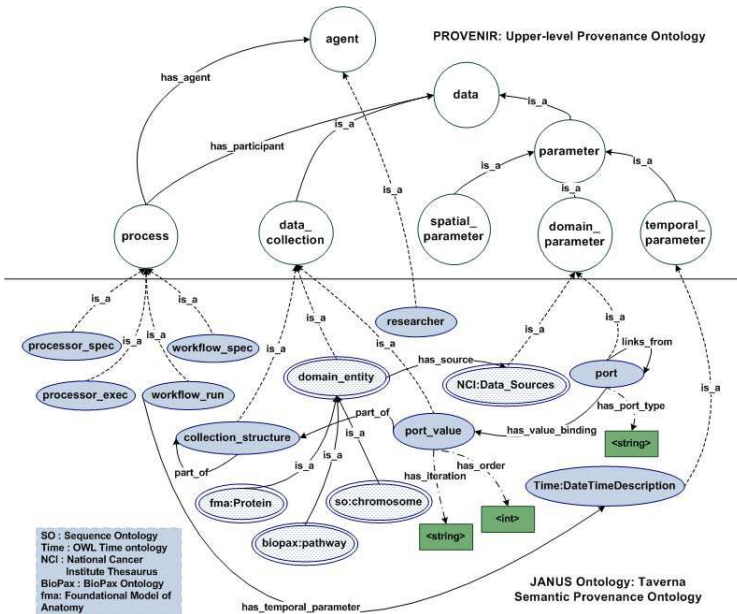 agent
PROVENIR: Upper-level Provenance Ontology
has_agent
data
is_a
is_a
has_participant
parameter
is_a
is_a
is_a
is_a
process
data_
collection
spatial_
parameter
domain_
parameter
temporal_
parameter
is_a
is_a
is_a
is_a
is_a
is_a
is_a
is_a
is_a
researcher
processor_spec
workflow_spec
links_from
has_source
domain_entity
NCI:Data_Sources
port
is_a
processor_exec
workflow_run
part_of
has_port_type
collection_structure
port_value
has_value_binding
<string>
part_of
is_a
is_a
is_a
has_iteration
has_order
fma:Protein
so:chromosome
Time:DateTimeDescription
biopax:pathway
<string>
<int>
SO : Sequence Ontology
Time : OWL Time ontology
NCI : National Cancer
Institute Thesaurus
BioPax : BioPax Ontology
fma: Foundational Model of
Anatomy
has_temporal_parameter
JANUS Ontology: Taverna
Semantic Provenance Ontology